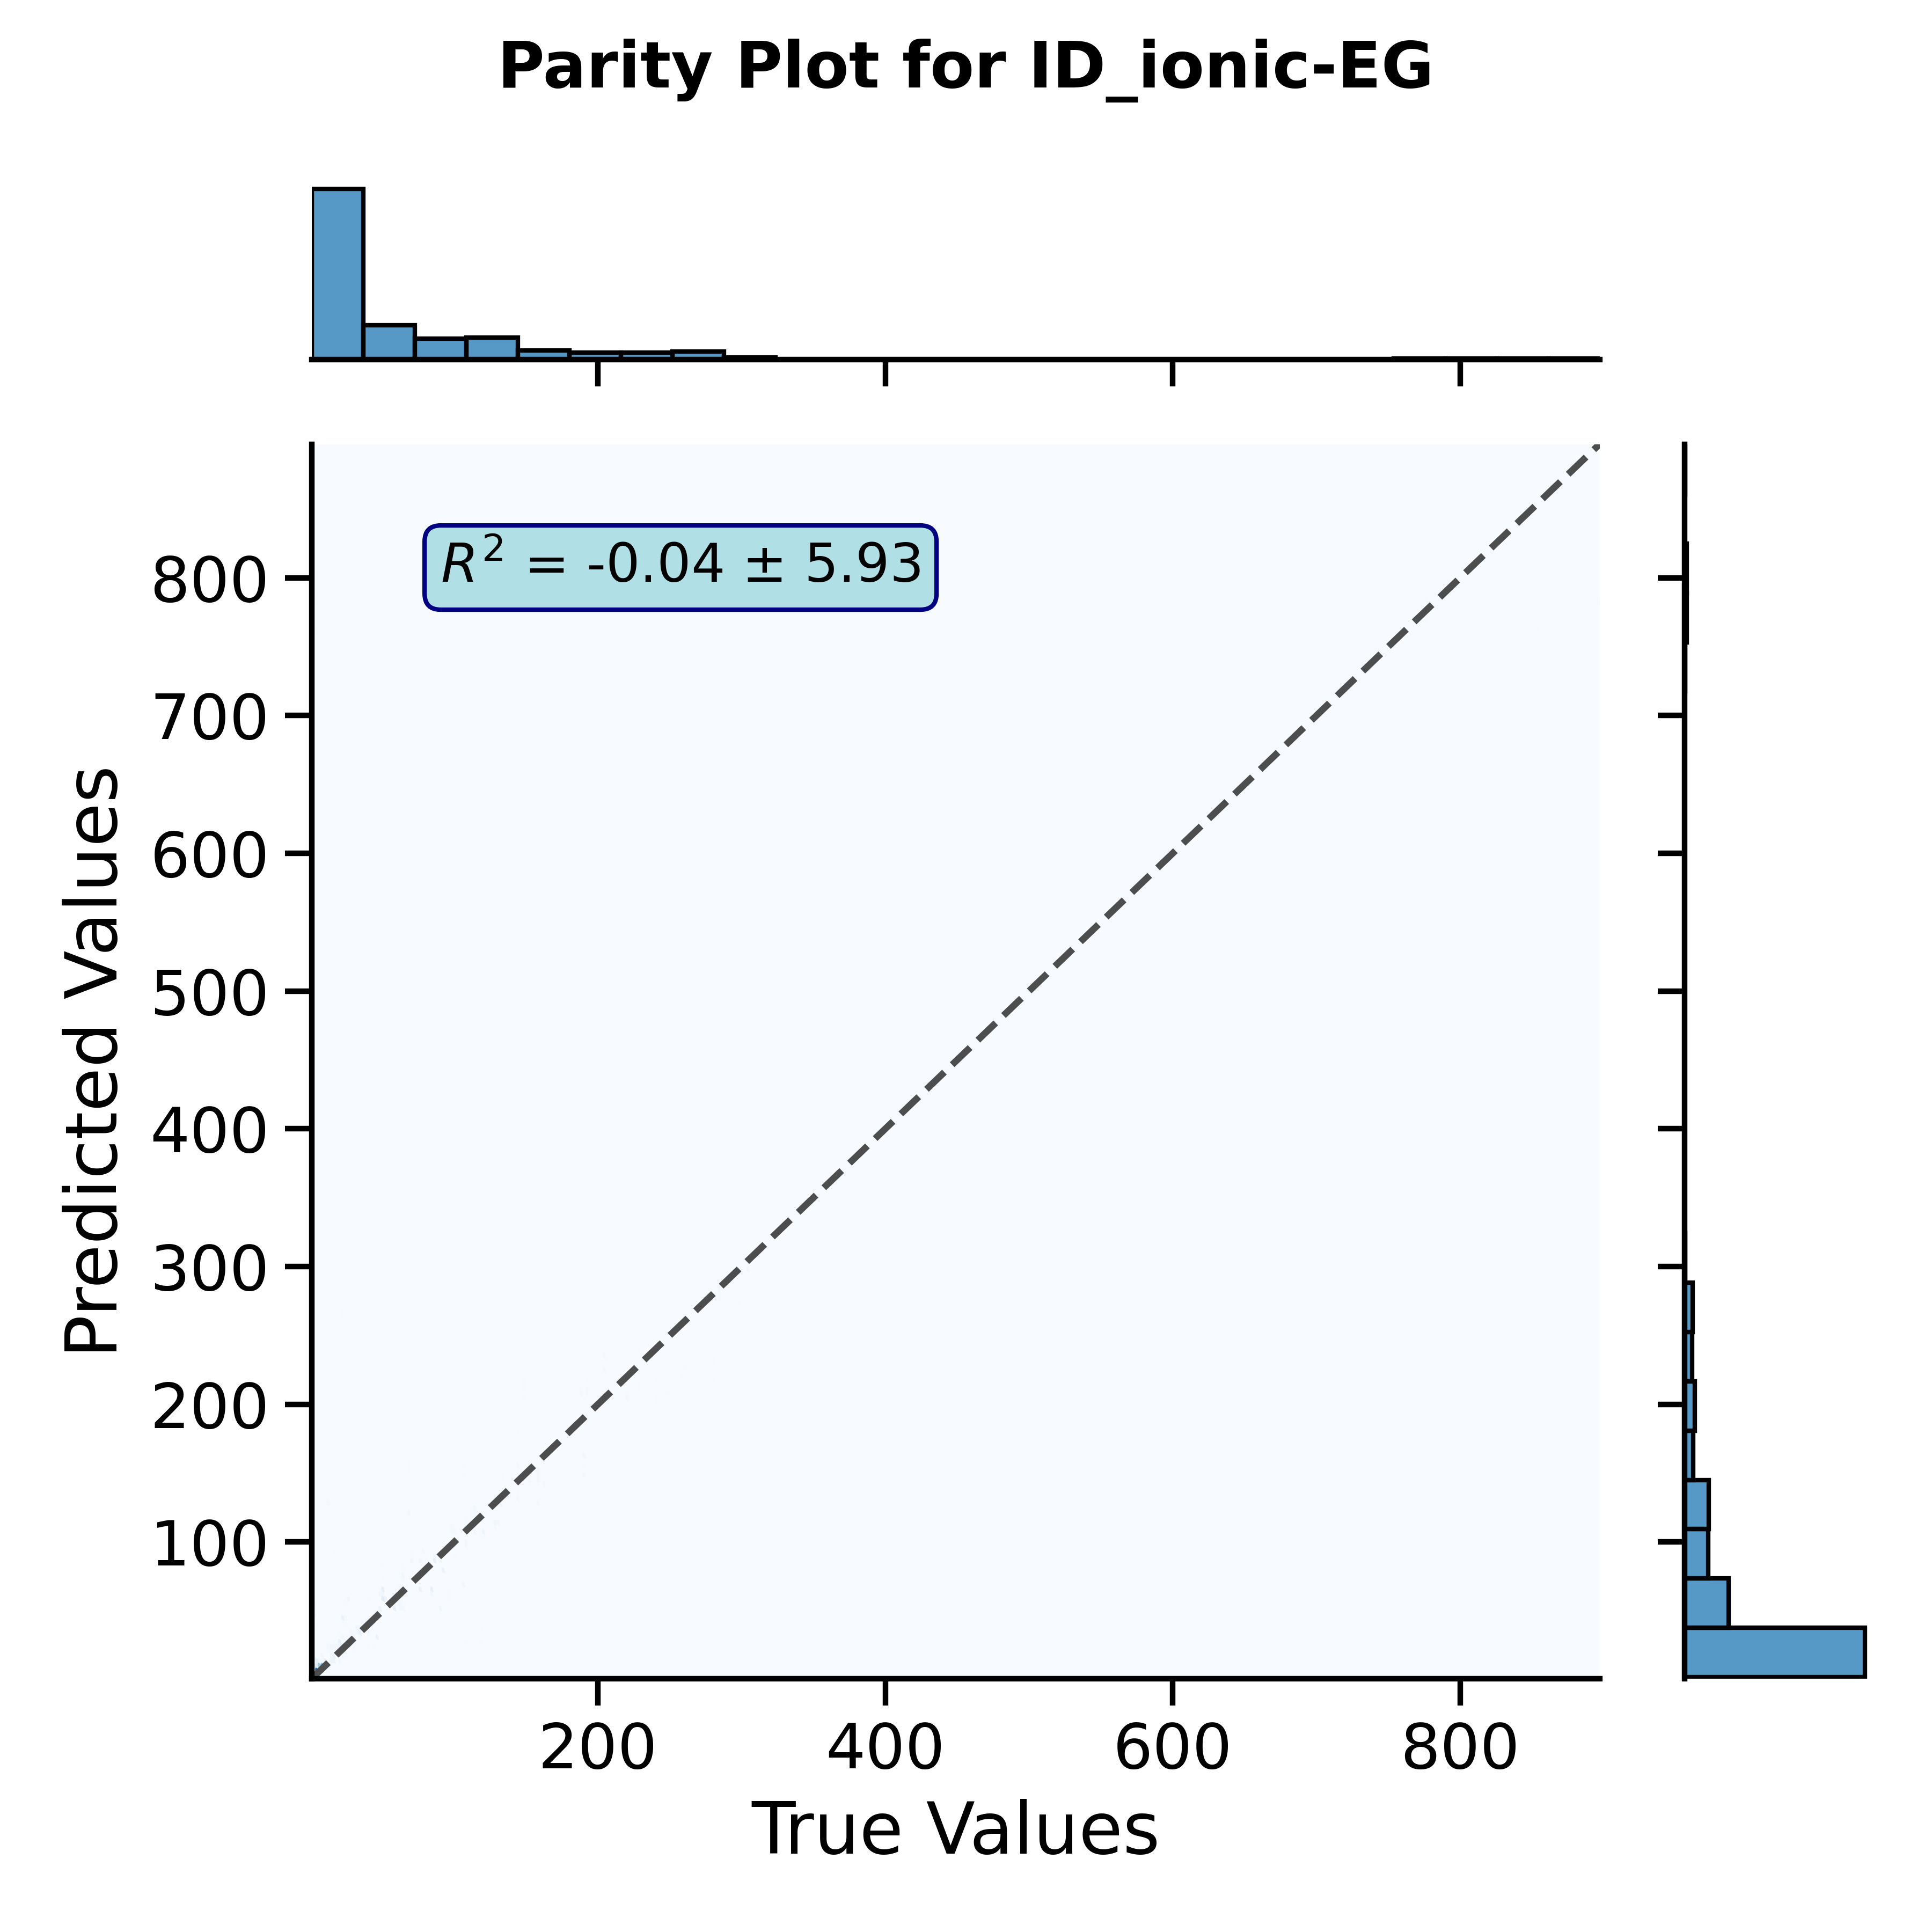 Parity Plot for ID_ionic-EG
R² = -0.04 ± 5.93
800
700
600
500
400
300
200
100
Predicted Values
200 400 600 800
True Values